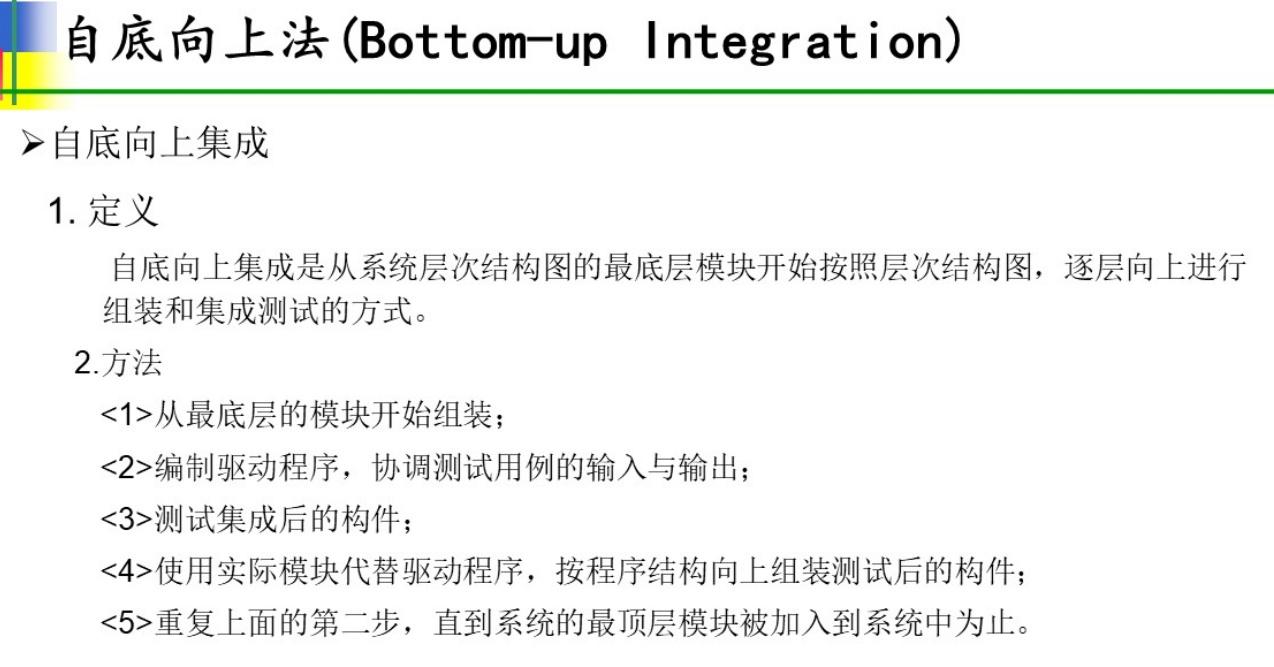 自底向上法(Bottom-up Integration)
➢自底向上集成
1. 定义
自底向上集成是从系统层次结构图的最底层模块开始按照层次结构图，逐层向上进行
组装和集成测试的方式。
2.方法
<1>从最底层的模块开始组装；
<2>编制驱动程序，协调测试用例的输入与输出；
<3>测试集成后的构件；
<4>使用实际模块代替驱动程序，按程序结构向上组装测试后的构件；
<5>重复上面的第二步，直到系统的最顶层模块被加入到系统中为止。